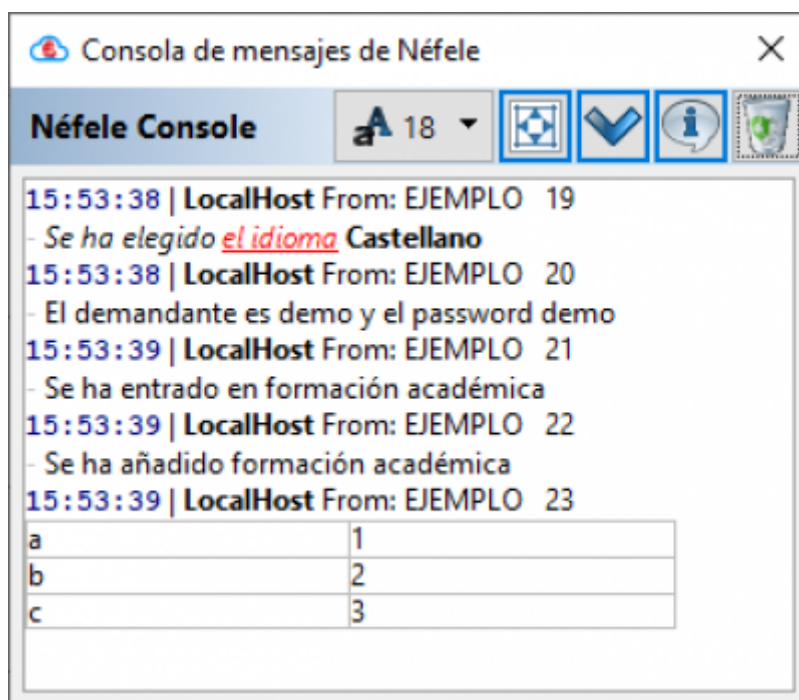 Consola de mensajes de Néfele
Néfele Console
18
15:53:38 | LocalHost From: EJEMPLO 19
- Se ha elegido el idioma Castellano
15:53:38 | LocalHost From: EJEMPLO 20
- El demandante es demo y el password demo
15:53:39 | LocalHost From: EJEMPLO 21
- Se ha entrado en formación académica
15:53:39 | LocalHost From: EJEMPLO 22
- Se ha añadido formación académica
15:53:39 | LocalHost From: EJEMPLO 23
a 1
b 2
c 3